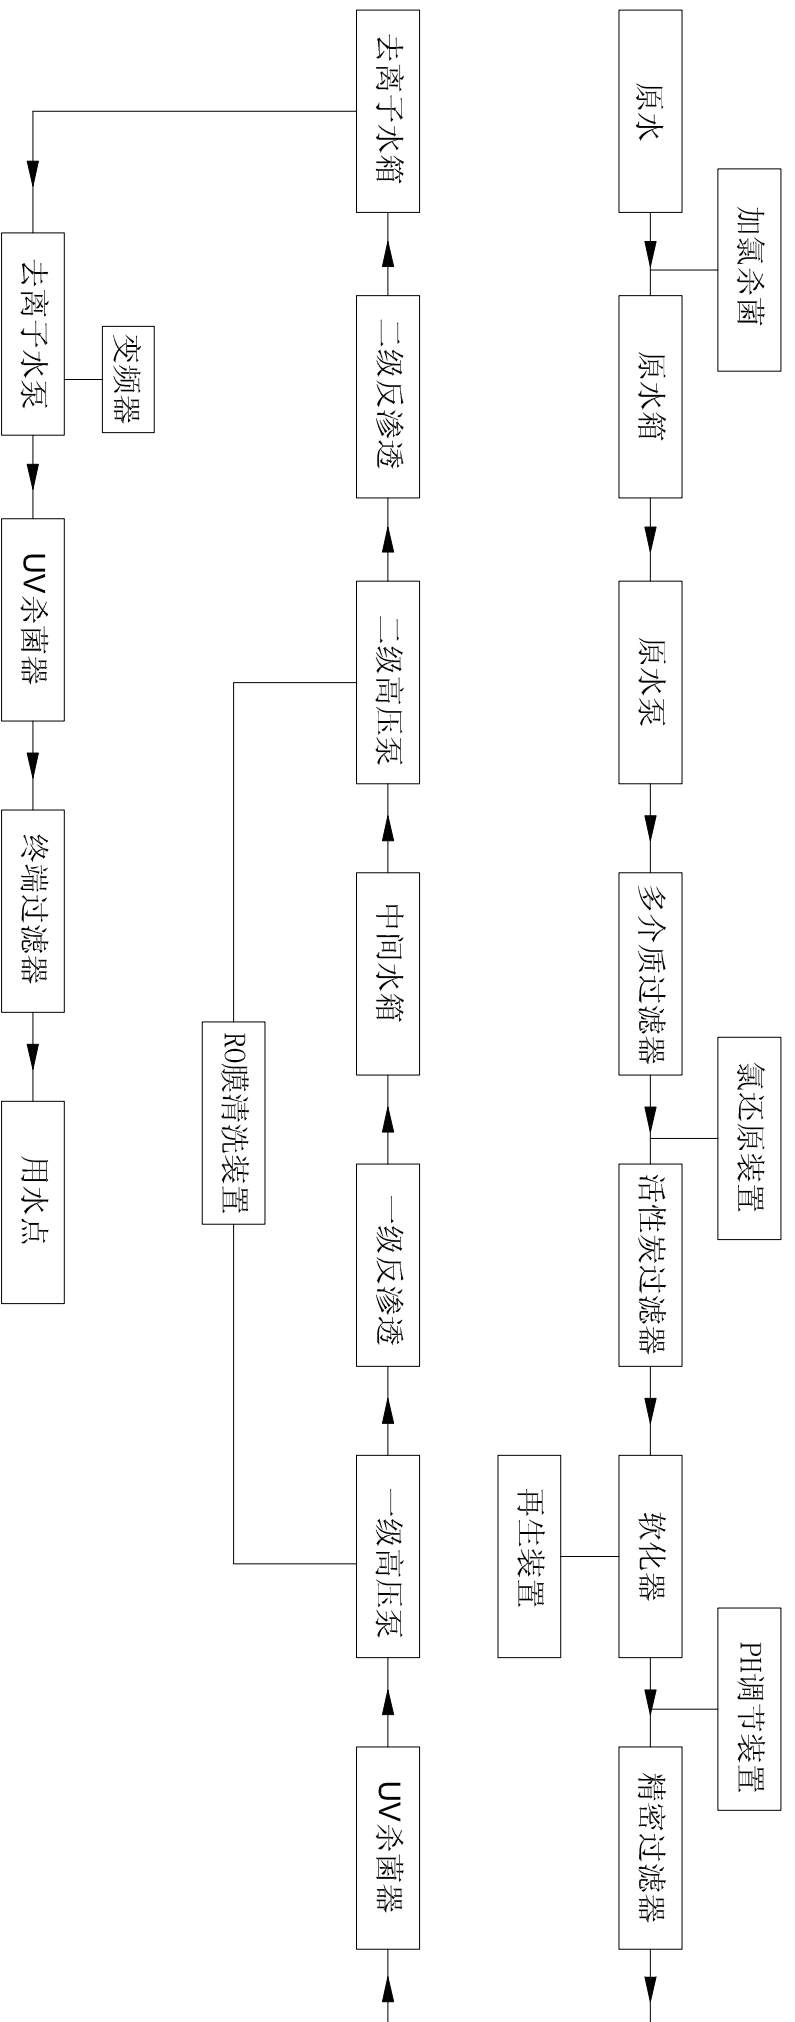 原水
加氯杀菌
原水箱
原水泵
多介质过滤器
氯还原装置
活性炭过滤器
软化器
再生装置
PH调节装置
精密过滤器
UV杀菌器
一级高压泵
一级反渗透
中间水箱
RO膜清洗装置
二级高压泵
二级反渗透
去离子水箱
去离子水泵
变频器
UV杀菌器
终端过滤器
用水点